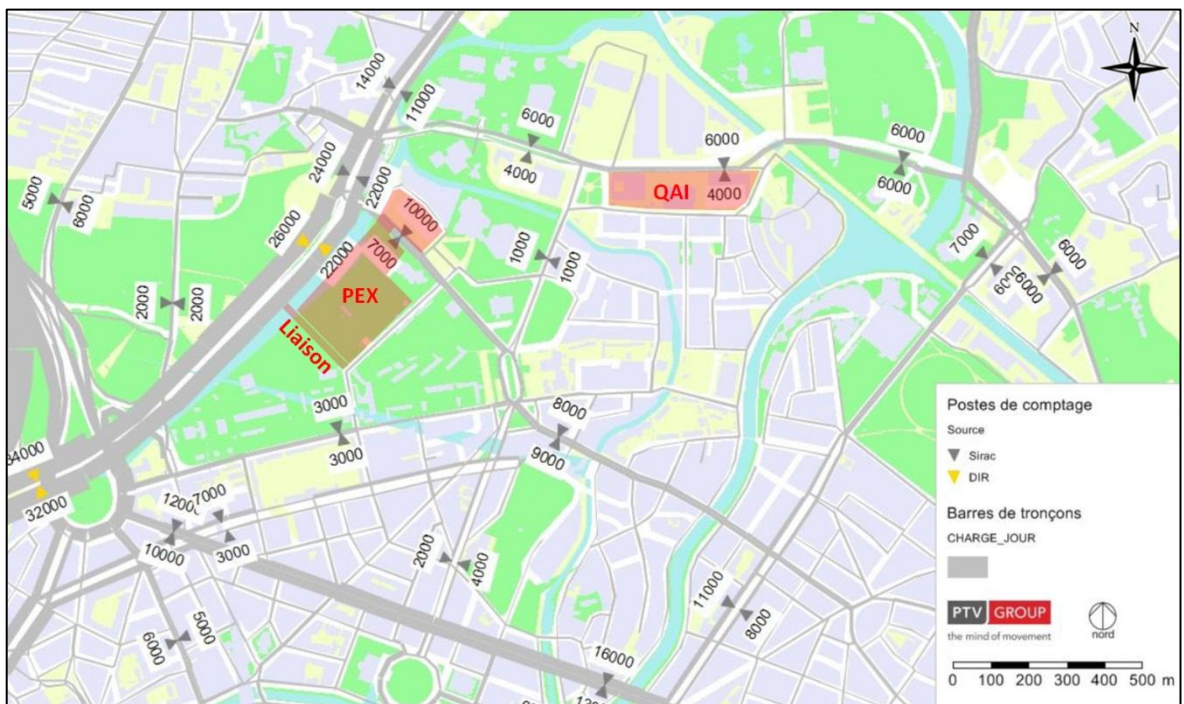 N
14000
11000
6000
4000
6000
4000
QAI
6000
6000
24000
22000
5000
6000
26000
22000
10000
7000
PEX
Liaison
1000
1000
7000
6000
6000
6000
2000
2000
3000
3000
8000
9000
32000
12000
7000
10000
3000
2000
4000
11000
8000
5000
6000
16000
Postes de comptage
Source
Sirac
DIR
Barres de tronçons
CHARGE_JOUR
PTV GROUP
the mind of movement
nord
0 100 200 300 400 500 m